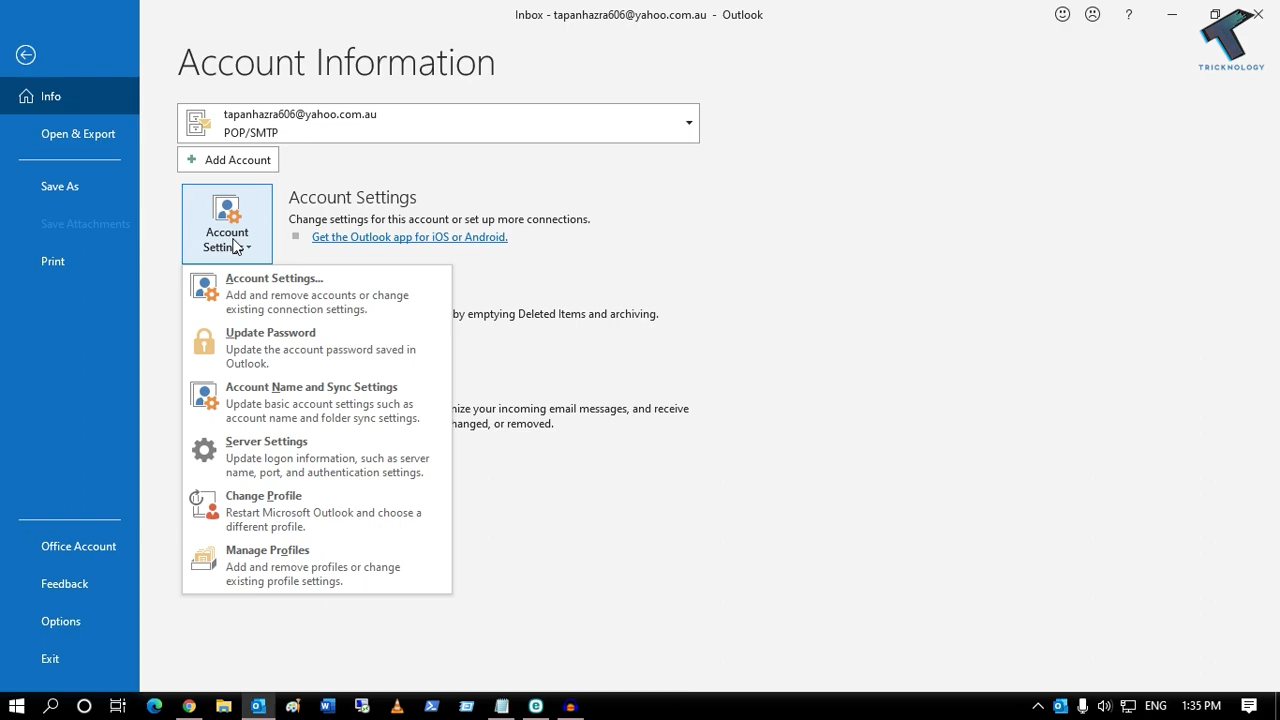 Inbox - tapanhazra606@yahoo.com.au - Outlook
?
TRICKNOLOGY
Account Information
Info
Open & Export
Save As
Save Attachments
Print
Office Account
Feedback
Options
Exit
tapanhazra606@yahoo.com.au
POP/SMTP
Add Account
Account
Settings
Account Settings
Change settings for this account or set up more connections.
Get the Outlook app for iOS or Android.
by emptying Deleted Items and archiving.
nize your incoming email messages, and receive
hanged, or removed.
Account Settings...
Add and remove accounts or change
existing connection settings.
Update Password
Update the account password saved in
Outlook.
Account Name and Sync Settings
Update basic account settings such as
account name and folder sync settings.
Server Settings
Update logon information, such as server
name, port, and authentication settings.
Change Profile
Restart Microsoft Outlook and choose a
different profile.
Manage Profiles
Add and remove profiles or change
existing profile settings.
ENG
1:35 PM